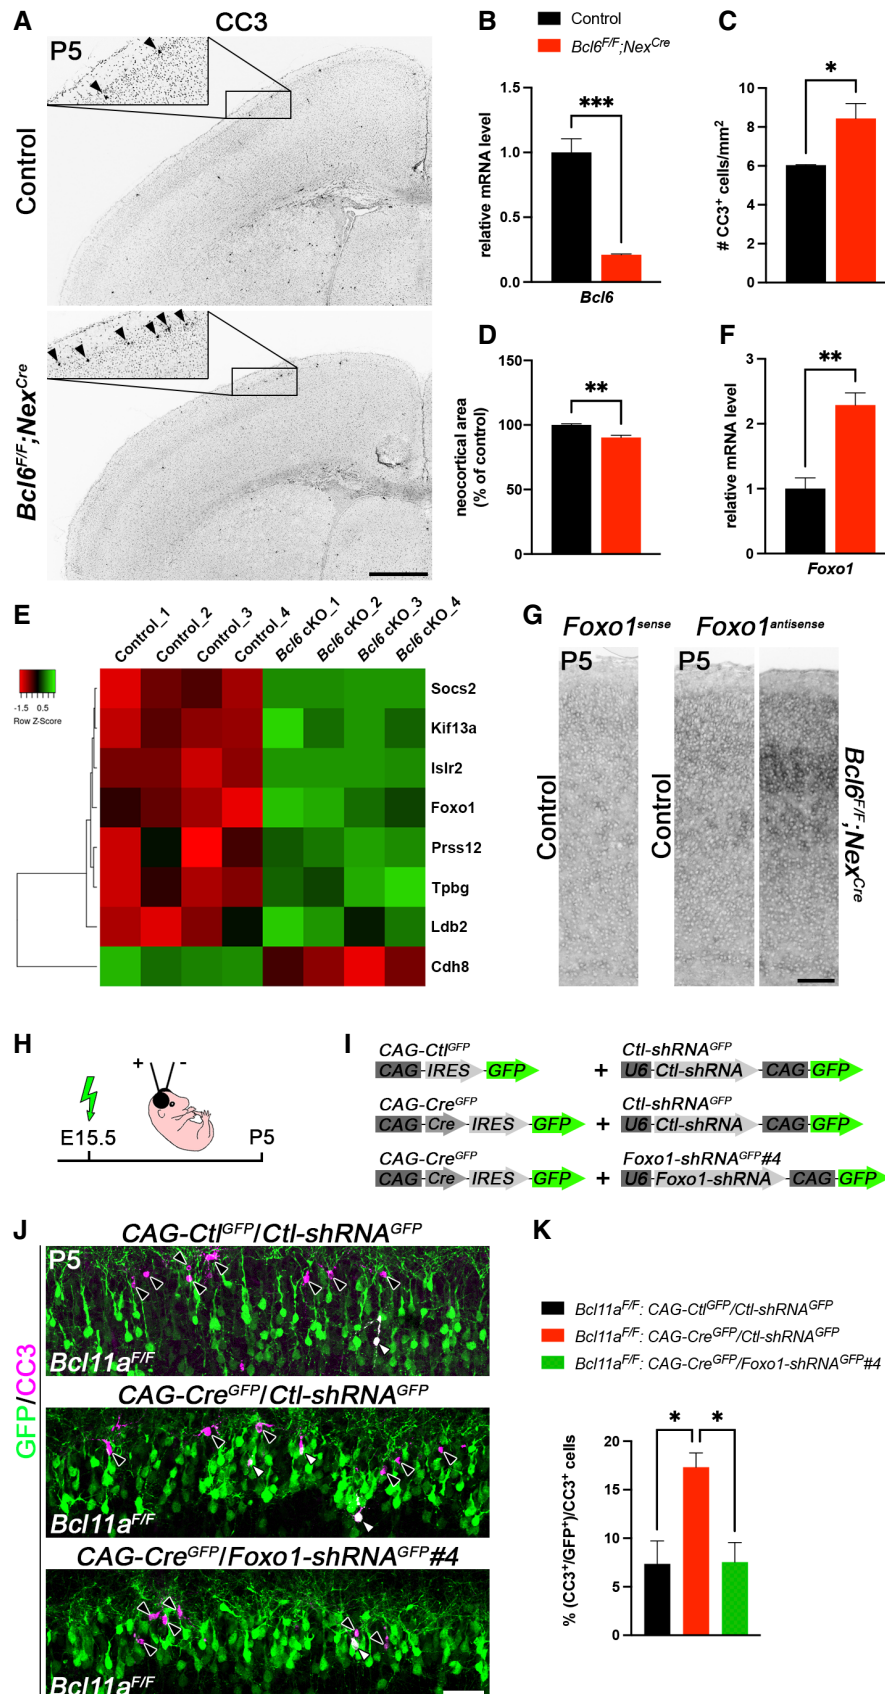 A
CC3
P5
Control
Bcl6F/F;NexCre
B
Control
Bcl6F/F;NexCre
1.5
1.0
0.5
0.0
relative mRNA level
***
Bcl6
C
10
8
6
4
2
0
# CC3+ cells/mm2
*
D
150
100
50
0
neocortical area
(% of control)
**
F
3
2
1
0
relative mRNA level
**
Foxo1
E
Control_1
Control_2
Control_3
Control_4
Bcl6 cKO_1
Bcl6 cKO_2
Bcl6 cKO_3
Bcl6 cKO_4
-1.5 0.5
Row Z-Score
Socs2
Kif13a
Islr2
Foxo1
Prss12
Tpbg
Ldb2
Cdh8
G
Foxo1sense
Foxo1antisense
P5
P5
Control
Control
Bcl6F/F;NexCre
H
+ -
E15.5
P5
I
CAG-CtlGFP
Ctl-shRNAGFP
CAG IRES GFP + U6 Ctl-shRNA CAG GFP
CAG-CreGFP
Ctl-shRNAGFP
CAG Cre IRES GFP + U6 Ctl-shRNA CAG GFP
CAG-CreGFP
Foxo1-shRNAGFP#4
CAG Cre IRES GFP + U6 Foxo1-shRNA CAG GFP
J
CAG-CtlGFP/Ctl-shRNAGFP
P5
Bcl11aF/F
CAG-CreGFP/Ctl-shRNAGFP
Bcl11aF/F
CAG-CreGFP/Foxo1-shRNAGFP#4
Bcl11aF/F
GFP/CC3
K
Bcl11aF/F: CAG-CtlGFP/Ctl-shRNAGFP
Bcl11aF/F: CAG-CreGFP/Ctl-shRNAGFP
Bcl11aF/F: CAG-CreGFP/Foxo1-shRNAGFP#4
20
15
10
5
0
% (CC3+/GFP+)/CC3+ cells
* *